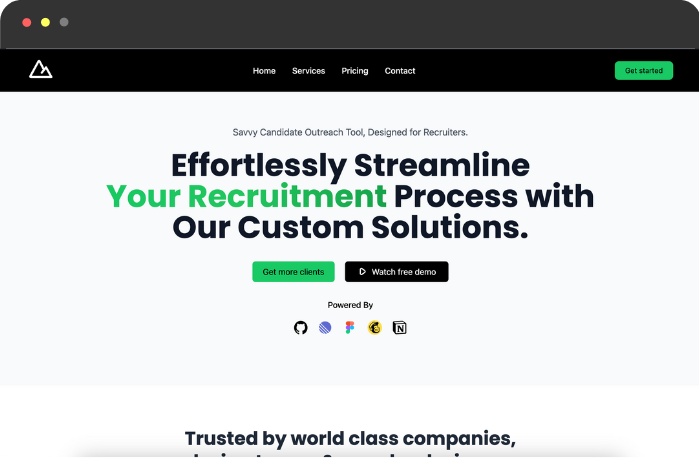 Home Services Pricing Contact Get started
Savvy Candidate Outreach Tool, Designed for Recruiters.
Effortlessly Streamline
Your Recruitment Process with
Our Custom Solutions.
Get more clients Watch free demo
Powered By
Trusted by world class companies,